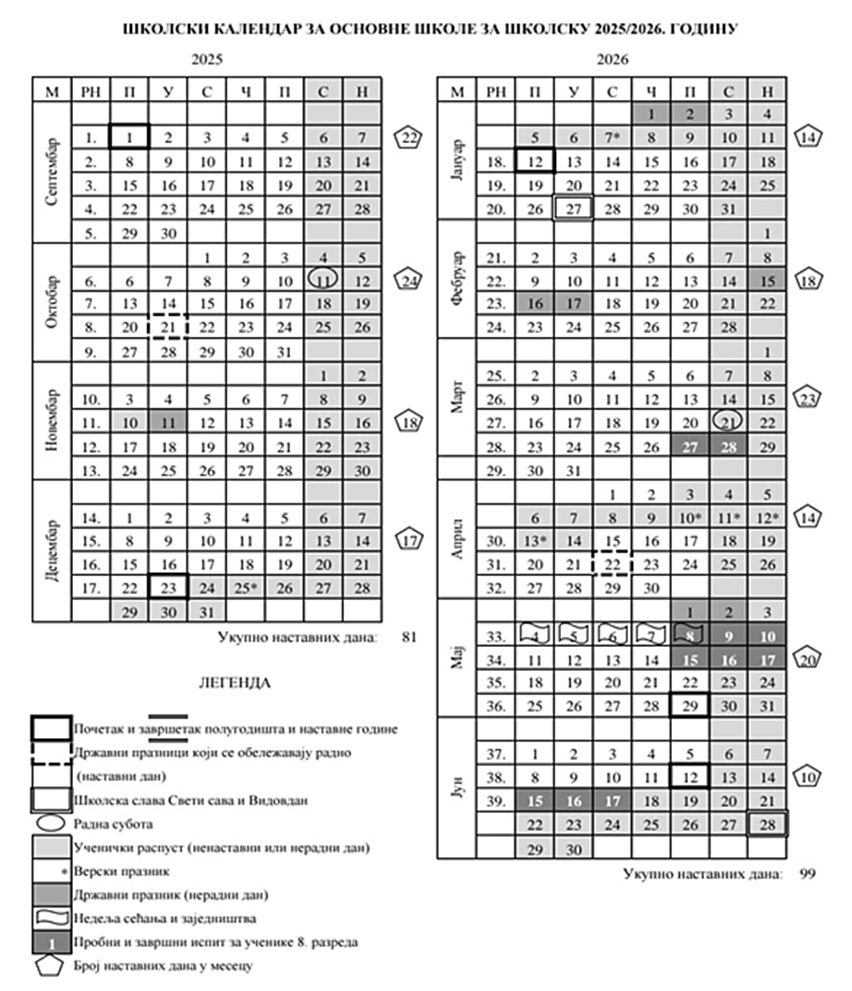 ШКОЛСКИ КАЛЕНДАР ЗА ОСНОВНЕ ШКОЛЕ ЗА ШКОЛСКУ 2025/2026. ГОДИНУ
2025
М РН П У С Ч П С Н
Септембар
1. 1 2 3 4 5 6 7 22
2. 8 9 10 11 12 13 14
3. 15 16 17 18 19 20 21
4. 22 23 24 25 26 27 28
5. 29 30
Октобар
1 2 3 4 5
6. 6 7 8 9 10 11 12 24
7. 13 14 15 16 17 18 19
8. 20 21 22 23 24 25 26
9. 27 28 29 30 31
Новембар
1 2
10. 3 4 5 6 7 8 9
11. 10 11 12 13 14 15 16 18
12. 17 18 19 20 21 22 23
13. 24 25 26 27 28 29 30
Децембар
14. 1 2 3 4 5 6 7
15. 8 9 10 11 12 13 14 17
16. 15 16 17 18 19 20 21
17. 22 23 24 25* 26 27 28
29 30 31
Укупно наставних дана: 81
ЛЕГЕНДА
Почетак и завршетак полугодишта и наставне године
Државни празници који се обележавају радно
(наставни дан)
Школска слава Свети сава и Видовдан
Радна субота
Ученички распуст (ненаставни или нерадни дан)
* Верски празник
Државни празник (нерадни дан)
Недеља сећања и заједништва
1 Пробни и завршни испит за ученике 8. разреда
Број наставних дана у месецу
2026
М РН П У С Ч П С Н
Јануар
1 2 3 4
5 6 7* 8 9 10 11 14
18. 12 13 14 15 16 17 18
19. 19 20 21 22 23 24 25
20. 26 27 28 29 30 31
Фебруар
1
21. 2 3 4 5 6 7 8
22. 9 10 11 12 13 14 15 18
23. 16 17 18 19 20 21 22
24. 23 24 25 26 27 28
Март
1
25. 2 3 4 5 6 7 8
26. 9 10 11 12 13 14 15 23
27. 16 17 18 19 20 21 22
28. 23 24 25 26 27 28 29
29. 30 31
Април
1 2 3 4 5
6 7 8 9 10* 11* 12* 14
30. 13* 14 15 16 17 18 19
31. 20 21 22 23 24 25 26
32. 27 28 29 30
Мај
1 2 3
33. 4 5 6 7 8 9 10
34. 11 12 13 14 15 16 17 20
35. 18 19 20 21 22 23 24
36. 25 26 27 28 29 30 31
Јун
37. 1 2 3 4 5 6 7
38. 8 9 10 11 12 13 14 10
39. 15 16 17 18 19 20 21
22 23 24 25 26 27 28
29 30
Укупно наставних дана: 99